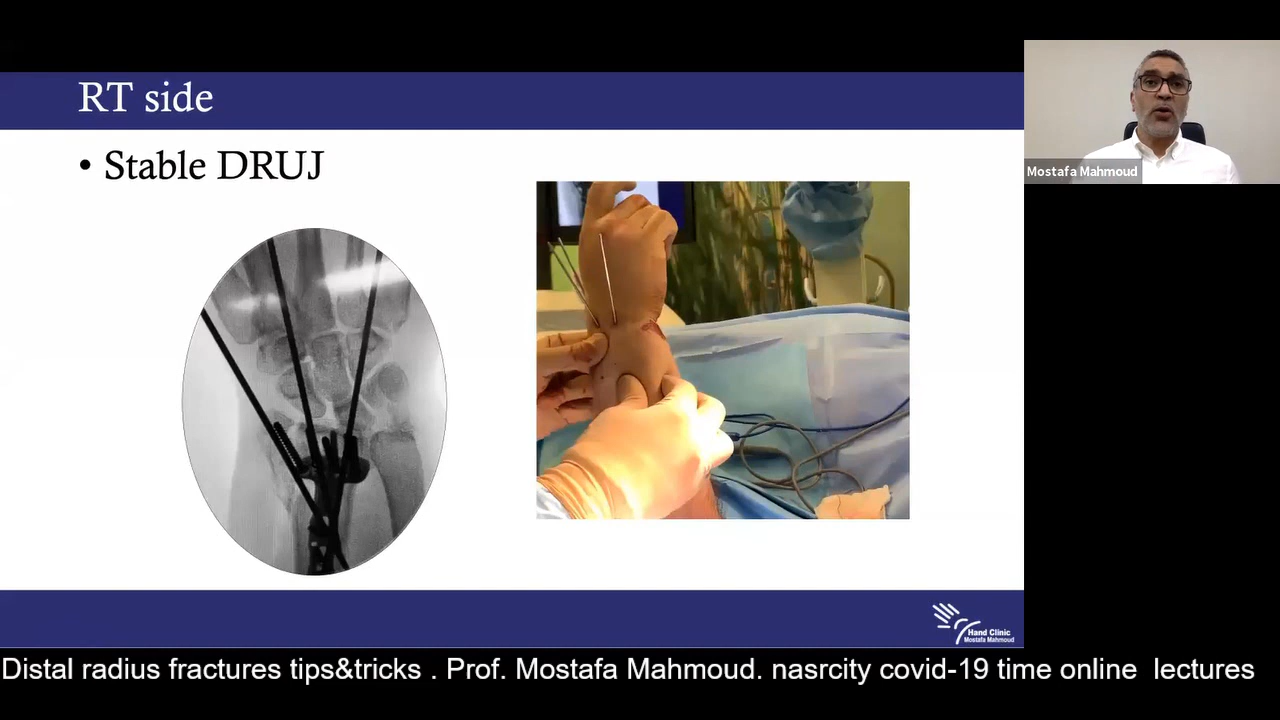 RT side
• Stable DRUJ
Mostafa Mahmoud
Hand Clinic
Mostafa Mahmoud
Distal radius fractures tips&tricks . Prof. Mostafa Mahmoud. nasrcity covid-19 time online lectures